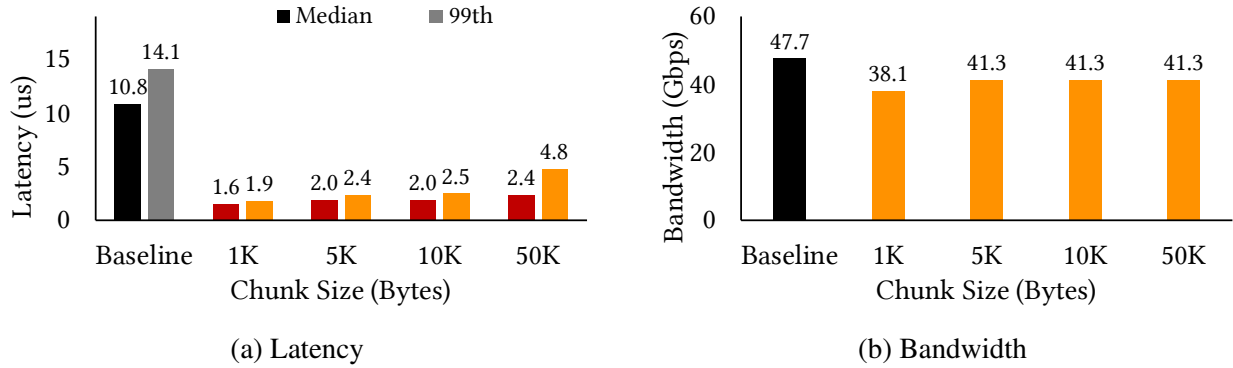 Median 99th
Latency (us)
15
10
5
0
10.8
14.1
1.6
1.9
2.0
2.4
2.0
2.5
2.4
4.8
Baseline 1K 5K 10K 50K
Chunk Size (Bytes)
(a) Latency
Bandwidth (Gbps)
60
40
20
0
47.7
38.1
41.3
41.3
41.3
Baseline 1K 5K 10K 50K
Chunk Size (Bytes)
(b) Bandwidth